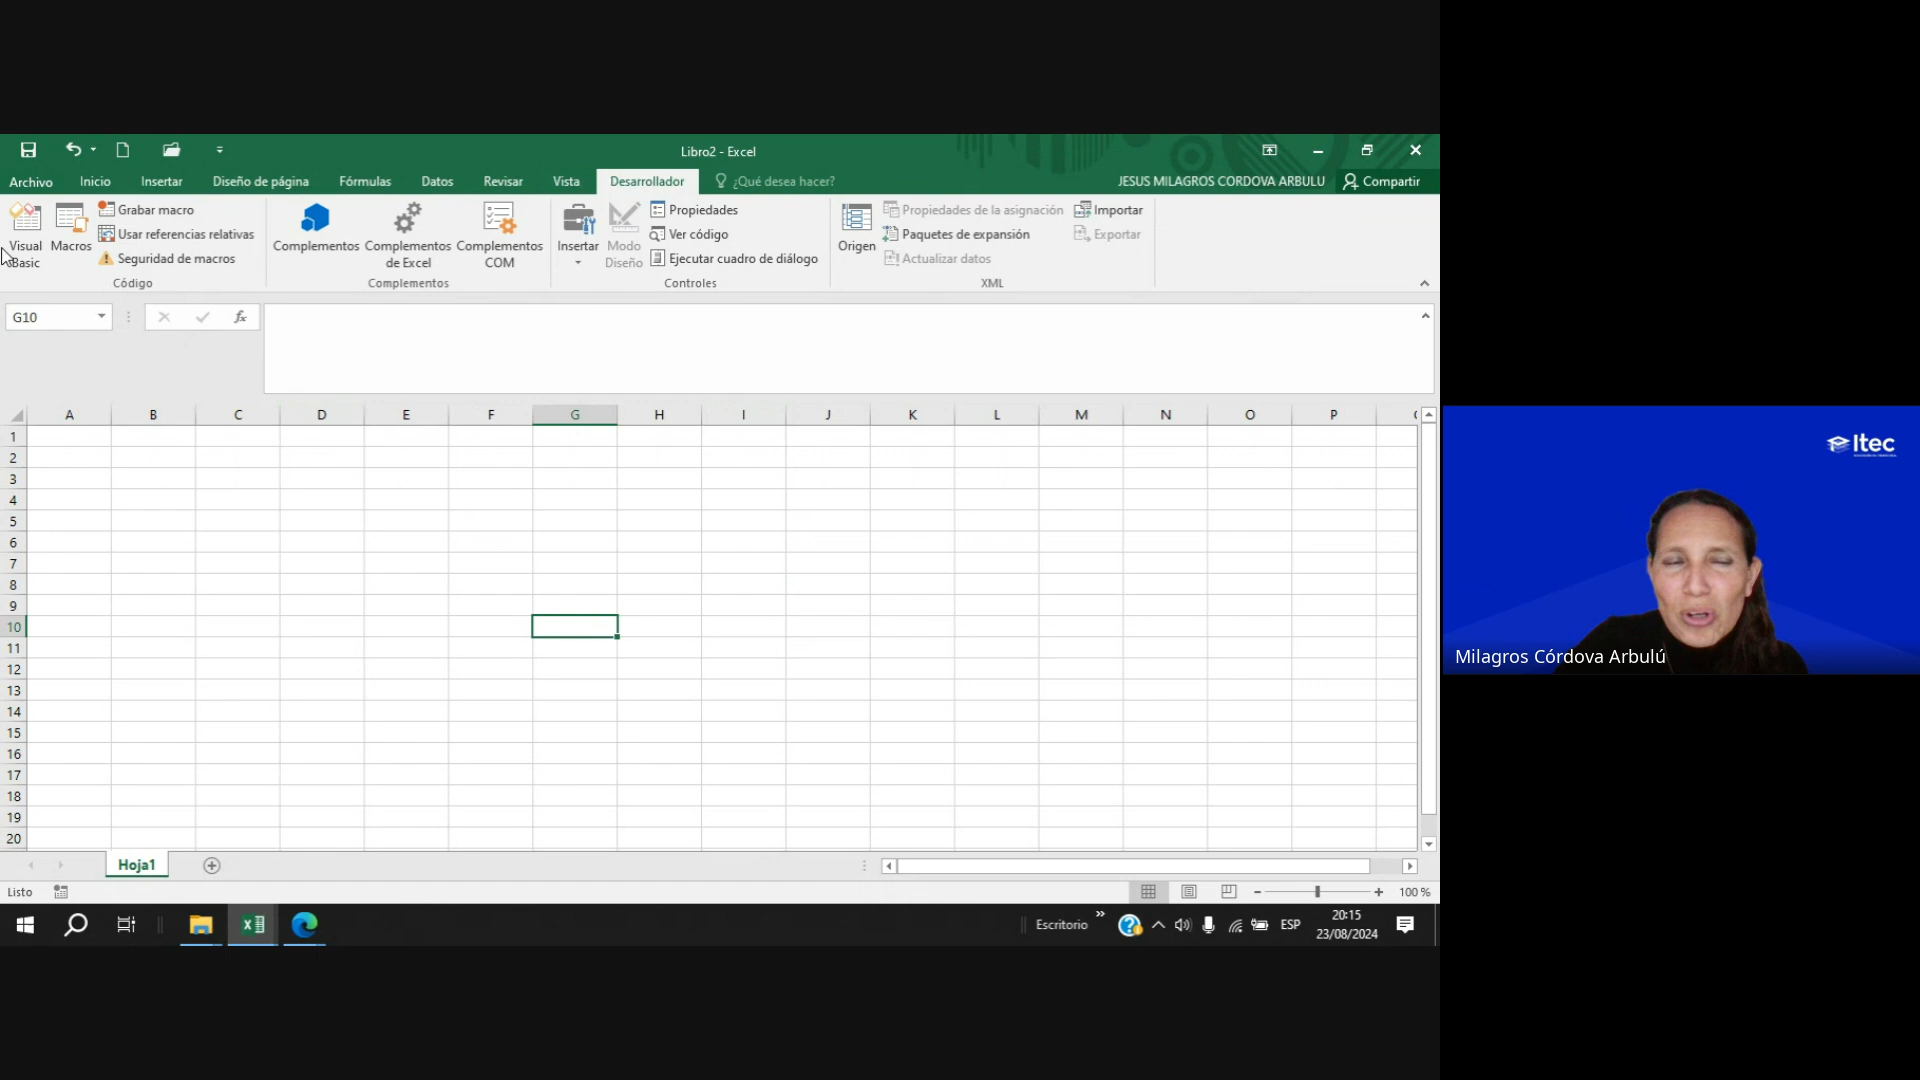 Libro2 - Excel
Archivo Inicio Insertar Diseño de página Fórmulas Datos Revisar Vista Desarrollador ¿Qué desea hacer? JESUS MILAGROS CORDOVA ARBULU Compartir
Visual Basic
Macros
Grabar macro
Usar referencias relativas
Seguridad de macros
Código
Complementos
Complementos de Excel
Complementos COM
Complementos
Insertar
Modo Diseño
Propiedades
Ver código
Ejecutar cuadro de diálogo
Controles
Origen
Propiedades de la asignación
Paquetes de expansión
Actualizar datos
Importar
Exportar
XML
G10
fx
A B C D E F G H I J K L M N O P
1
2
3
4
5
6
7
8
9
10
11
12
13
14
15
16
17
18
19
20
Hoja1
Listo
100 %
Escritorio
ESP
20:15
23/08/2024
Itec
Milagros Córdova Arbulú